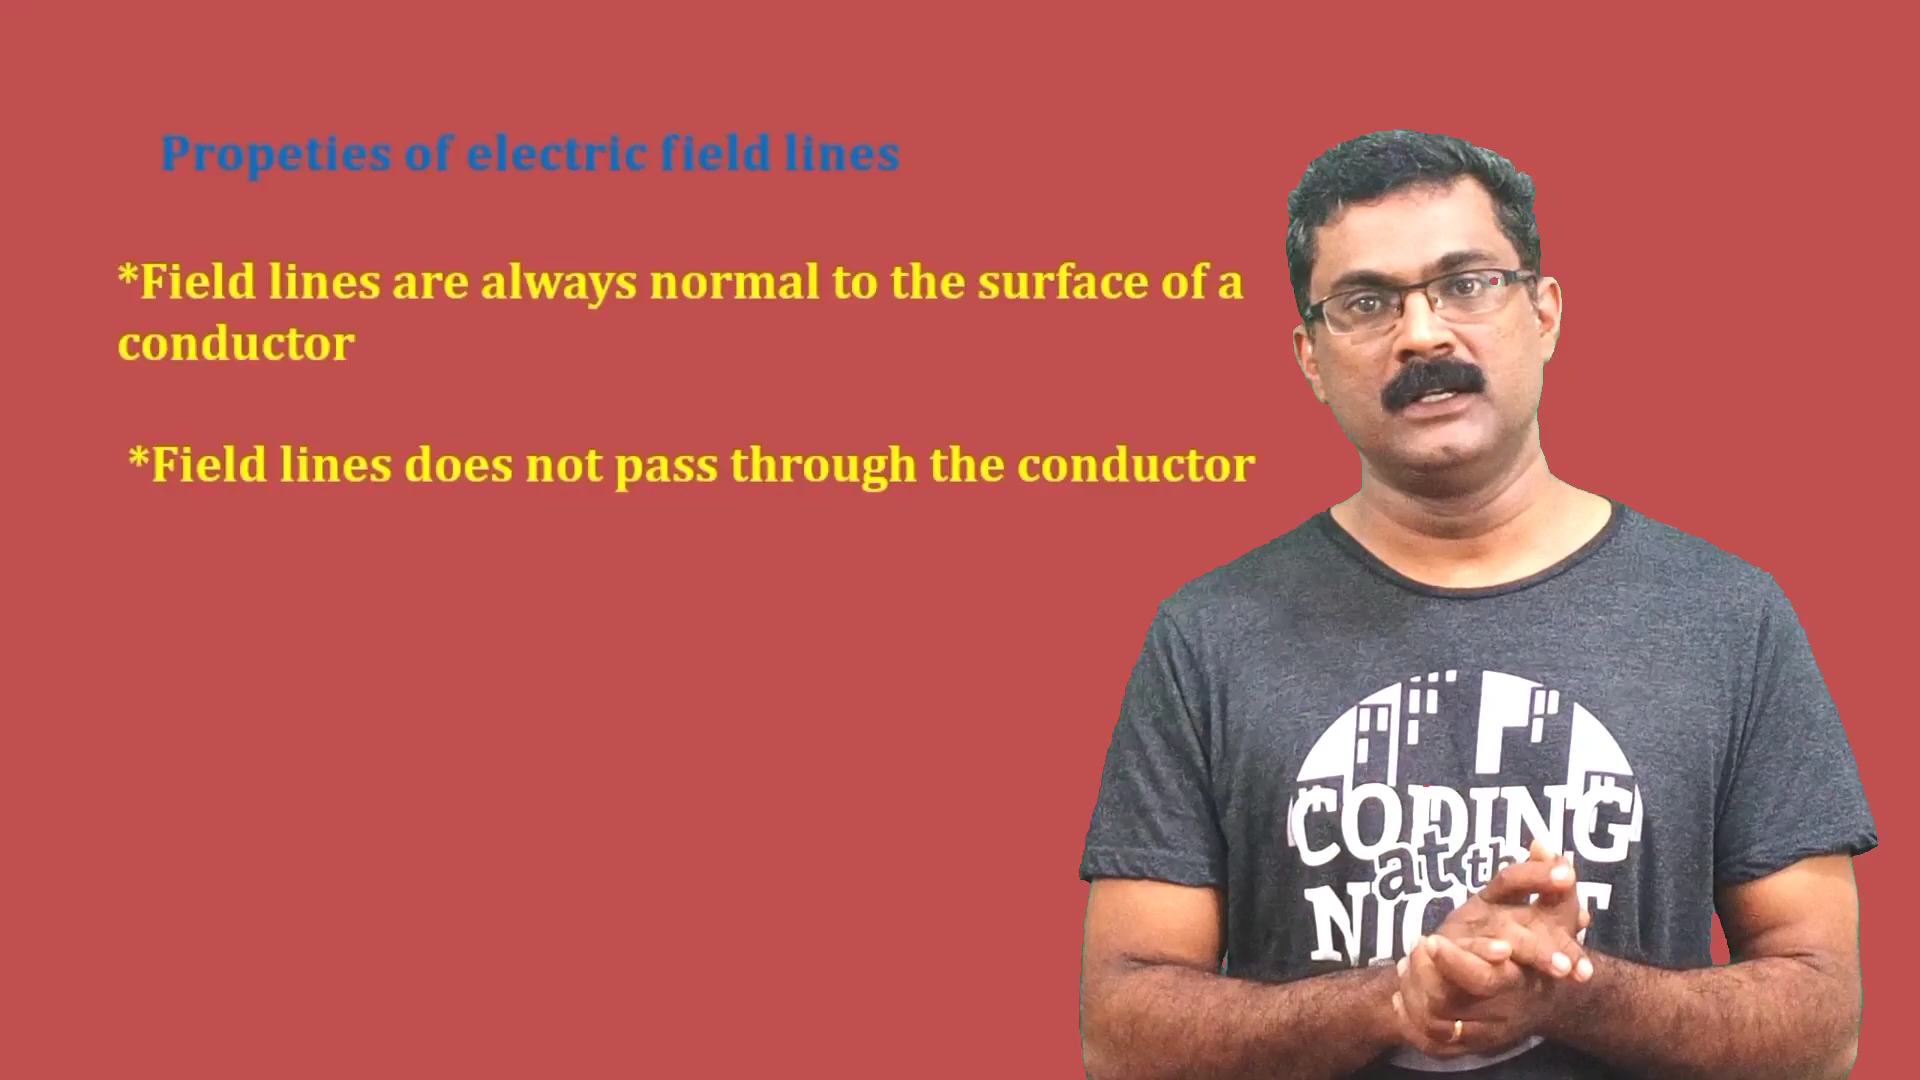 Propeties of electric field lines
*Field lines are always normal to the surface of a
conductor
*Field lines does not pass through the conductor
CODING
at the